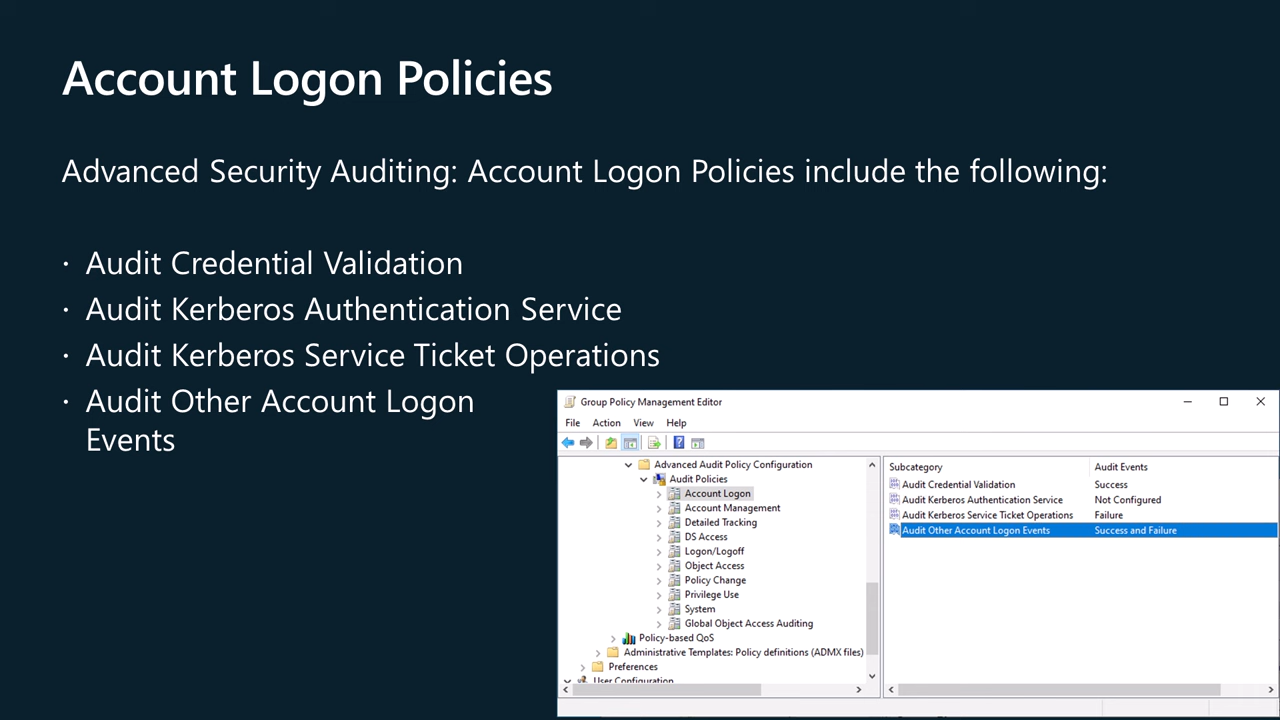 Account Logon Policies
Advanced Security Auditing: Account Logon Policies include the following:
· Audit Credential Validation
· Audit Kerberos Authentication Service
· Audit Kerberos Service Ticket Operations
· Audit Other Account Logon
Events
Group Policy Management Editor
File Action View Help
Advanced Audit Policy Configuration
Audit Policies
Account Logon
Account Management
Detailed Tracking
DS Access
Logon/Logoff
Object Access
Policy Change
Privilege Use
System
Global Object Access Auditing
Policy-based QoS
Administrative Templates: Policy definitions (ADMX files)
Preferences
User Configuration
Subcategory Audit Events
Audit Credential Validation Success
Audit Kerberos Authentication Service Not Configured
Audit Kerberos Service Ticket Operations Failure
Audit Other Account Logon Events Success and Failure